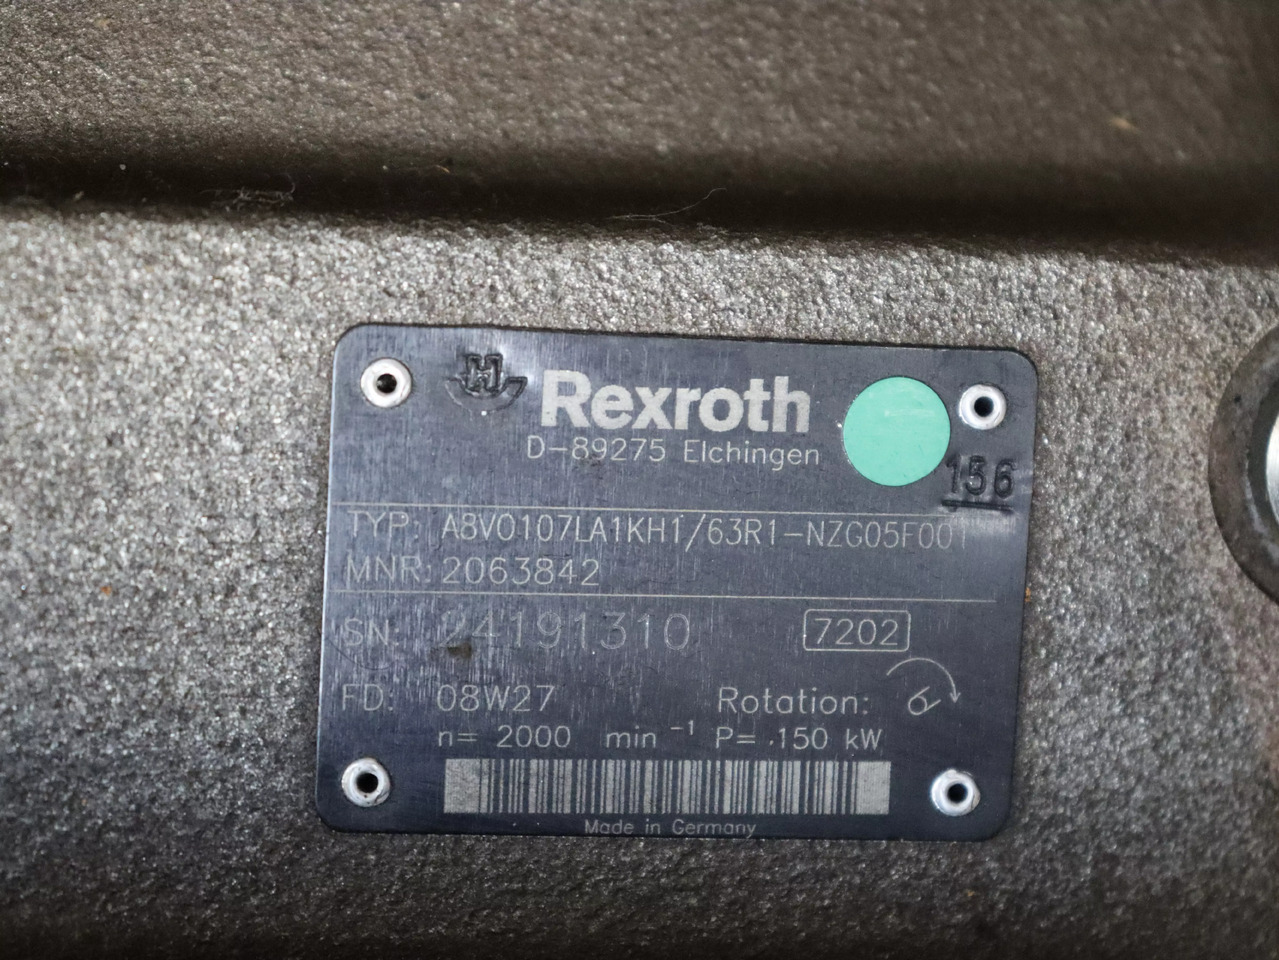 H
Rexroth
D-89275 Elchingen
156
TYP: A8VO107LA1KH1/63R1-NZG05F001
MNR: 2063842
SN: 24191310 7202
FD: 08W27 Rotation:
n= 2000 min⁻¹ P= .150 kW
Made in Germany